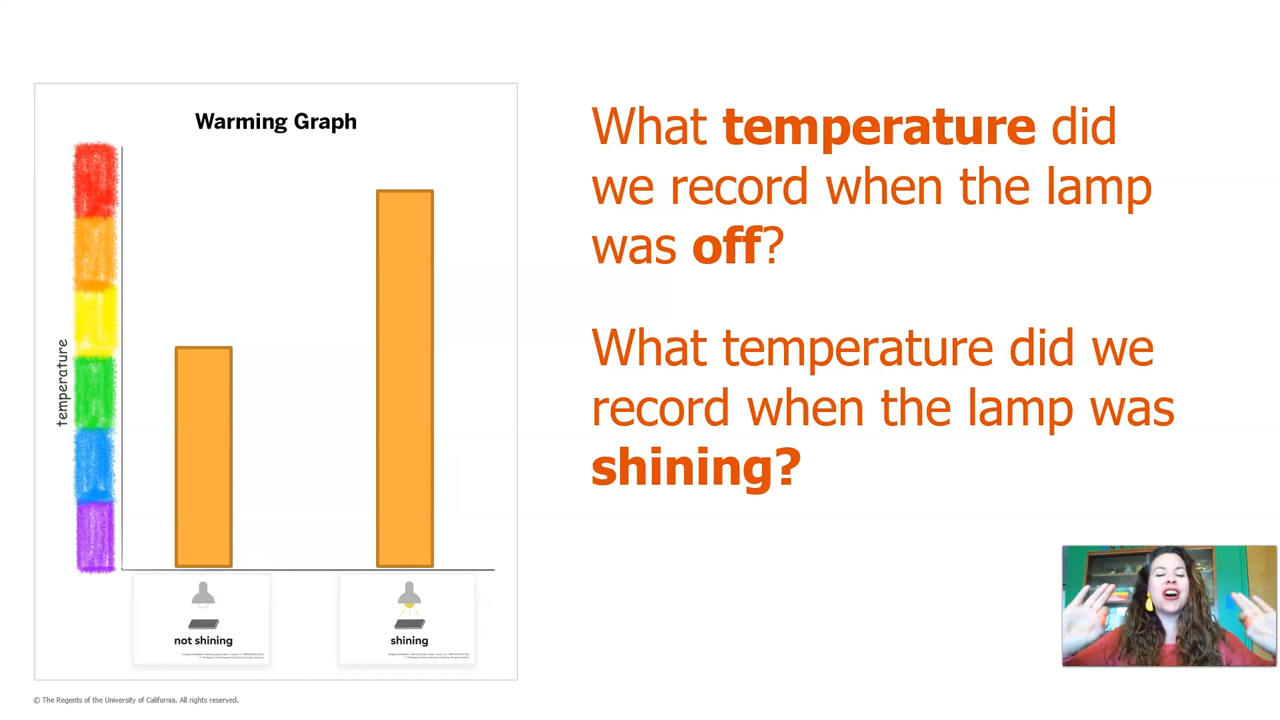 Warming Graph
temperature
not shining
shining
What temperature did
we record when the lamp
was off?
What temperature did we
record when the lamp was
shining?
© The Regents of the University of California. All rights reserved.